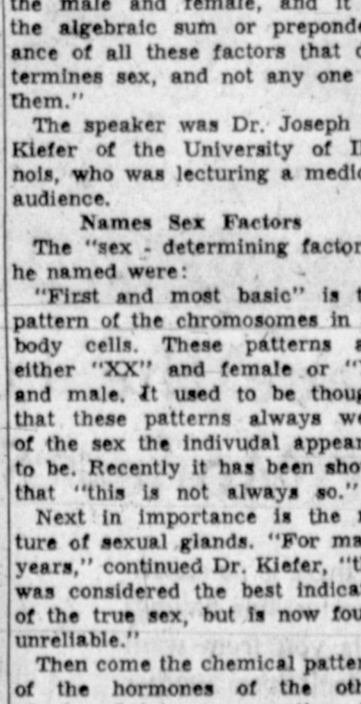 the male and female, and it
the algebraic sum or preponde
ance of all these factors that
termines sex, and not any one
them."
The speaker was Dr. Joseph
Kiefer of the University of
nois, who was lecturing a medic
audience.
Names Sex Factors
The "sex - determining factor
he named were:
"First and most basic" is
pattern of the chromosomes in
body cells. These patterns
either "XX" and female or
and male. It used to be thoug
that these patterns always we
of the sex the indivudal appear
to be. Recently it has been sho
that "this is not always so."
Next in importance is the
ture of sexual glands. "For ma
years," continued Dr. Kiefer, "t
was considered the best indica
of the true sex, but is now fou
unreliable."
Then come the chemical patter
of the hormones of the oth